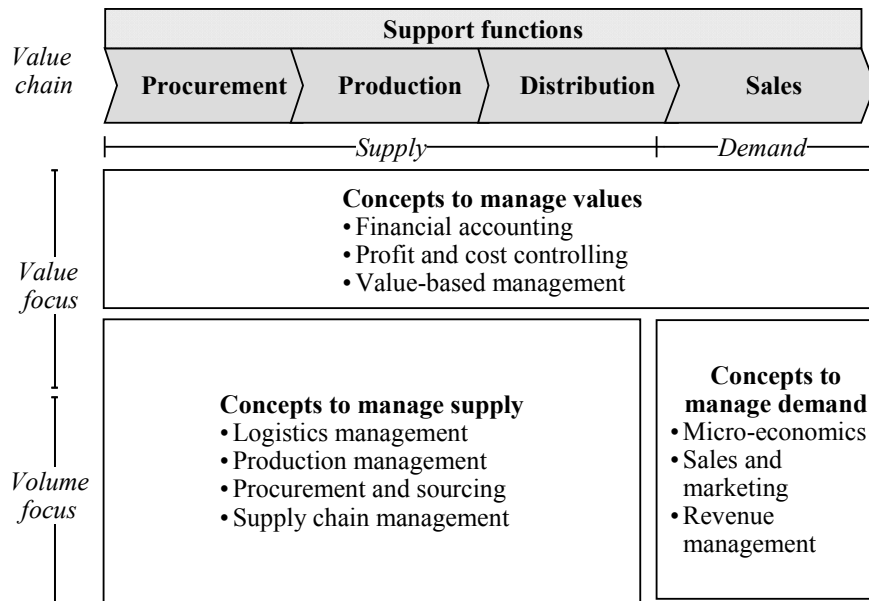 Support functions
Value
chain
Procurement
Production
Distribution
Sales
Supply
Demand
Value
focus
Concepts to manage values
• Financial accounting
• Profit and cost controlling
• Value-based management
Volume
focus
Concepts to manage supply
• Logistics management
• Production management
• Procurement and sourcing
• Supply chain management
Concepts to
manage demand
• Micro-economics
• Sales and
marketing
• Revenue
management